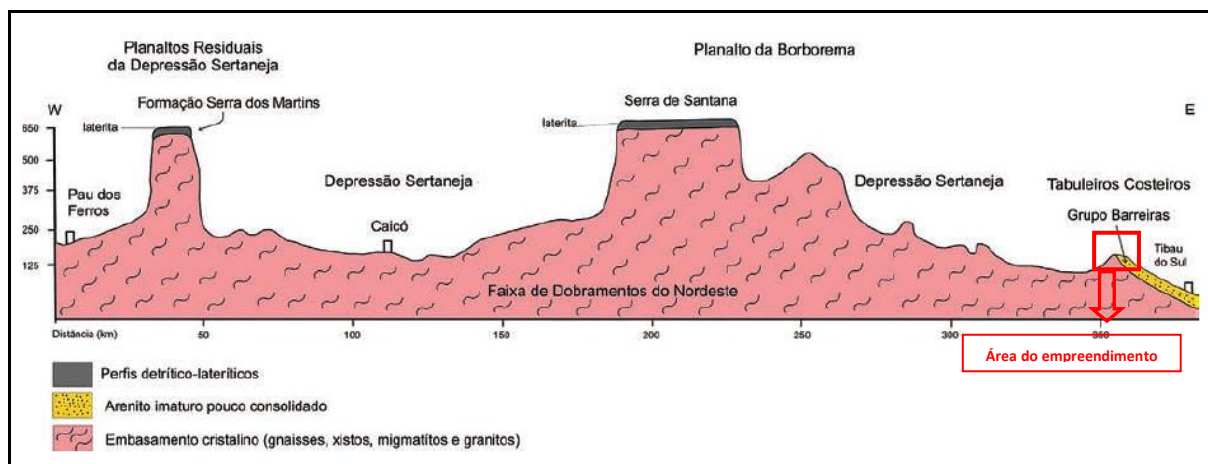 Planaltos Residuais
da Depressão Sertaneja
Planalto da Borborema
W
Formação Serra dos Martins
Serra de Santana
E
laterita
laterita
650
500
375
250
125
Pau dos
Ferros
Depressão Sertaneja
Caicó
Depressão Sertaneja
Tabuleiros Costeiros
Grupo Barreiras
Tibau
do Sul
Faixa de Dobramentos do Nordeste
Distância (km)
50
100
150
200
250
300
350
Área do empreendimento
Perfis detrítico-lateríticos
Arenito imaturo pouco consolidado
Embasamento cristalino (gnaisses, xistos, migmatitos e granitos)